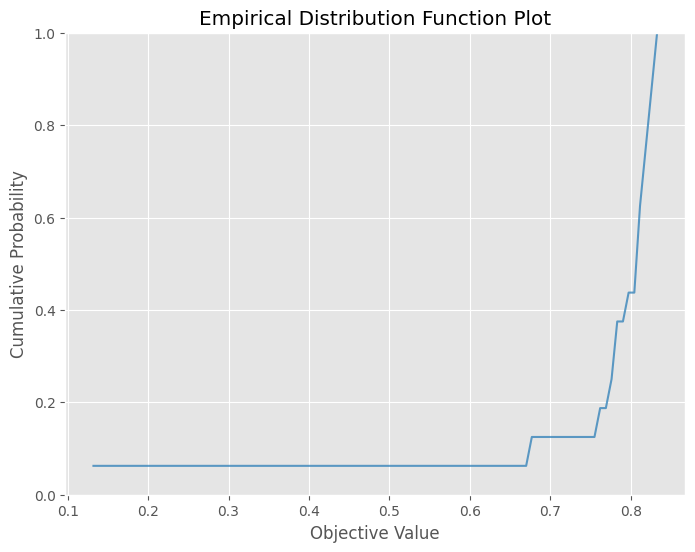 Empirical Distribution Function Plot
1.0
0.8
0.6
0.4
0.2
0.0
Cumulative Probability
0.1 0.2 0.3 0.4 0.5 0.6 0.7 0.8
Objective Value